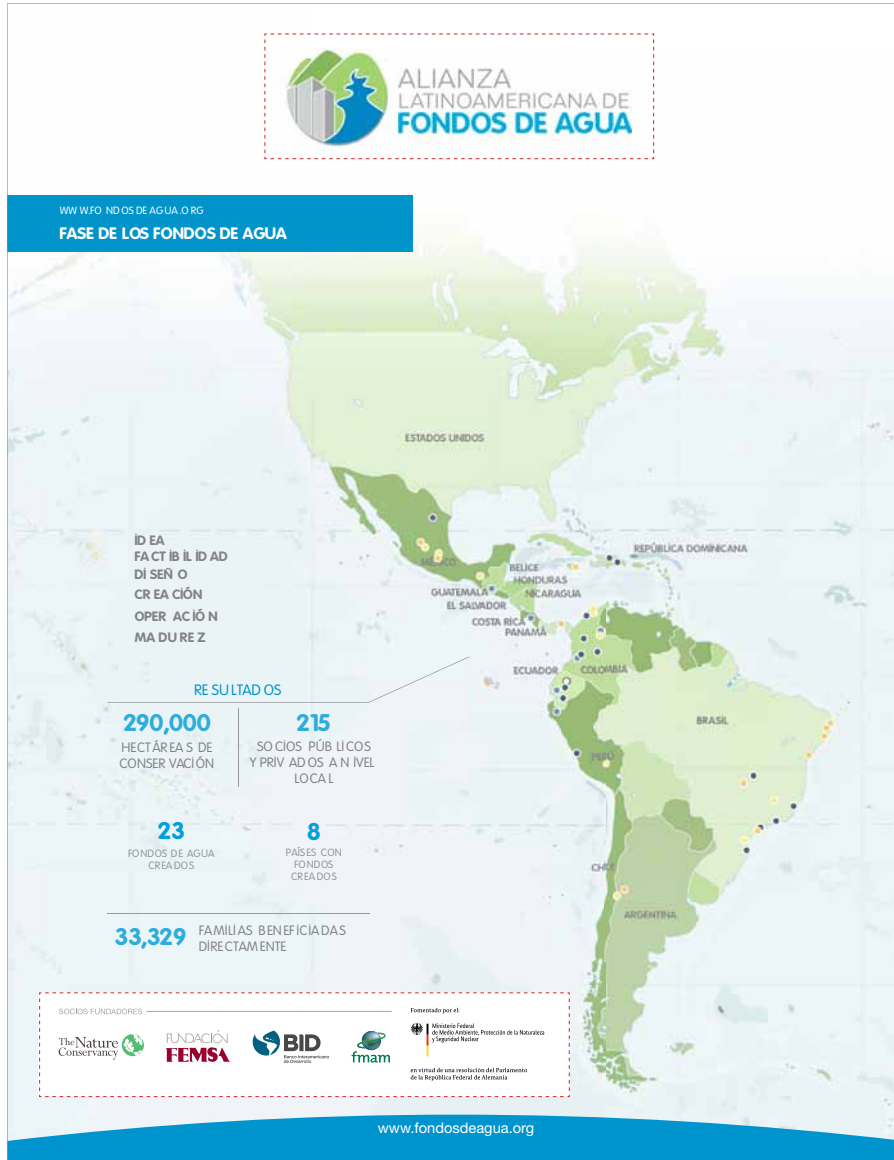 ALIANZA
LATINOAMERICANA DE
FONDOS DE AGUA
WWW.FONDOSDEAGUA.ORG
FASE DE LOS FONDOS DE AGUA
ESTADOS UNIDOS
MÉXICO
BELICE
HONDURAS
GUATEMALA
NICARAGUA
EL SALVADOR
COSTA RICA
PANAMÁ
REPÚBLICA DOMINICANA
ECUADOR
COLOMBIA
BRASIL
PERÚ
CHILE
ARGENTINA
IDEA
FACTIBILIDAD
DISEÑO
CREACIÓN
OPERACIÓN
MADUREZ
RESULTADOS
290,000
HECTÁREAS DE
CONSERVACIÓN
215
SOCIOS PÚBLICOS
Y PRIVADOS A NIVEL
LOCAL
23
FONDOS DE AGUA
CREADOS
8
PAÍSES CON
FONDOS
CREADOS
33,329 FAMILIAS BENEFICIADAS
DIRECTAMENTE
SOCIOS FUNDADORES
The Nature
Conservancy
FUNDACIÓN
FEMSA
BID
Banco Interamericano
de Desarrollo
fmam
Fomentado por el:
Ministerio Federal
de Medio Ambiente, Protección de la Naturaleza
y Seguridad Nuclear
en virtud de una resolución del Parlamento
de la República Federal de Alemania
www.fondosdeagua.org